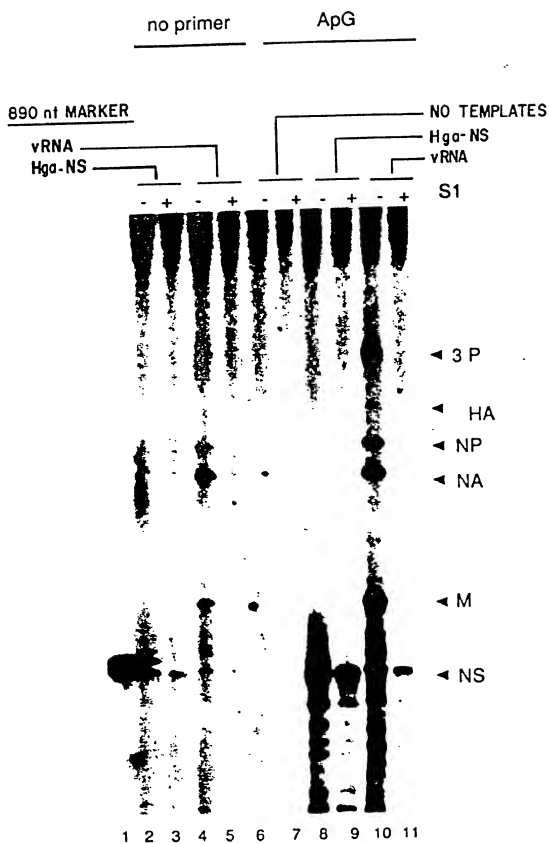 no primer ApG
890 nt MARKER
NO TEMPLATES
Hga-NS
vRNA
vRNA
Hga-NS
- + - + - + - + - + S1
3 P
HA
NP
NA
M
NS
1 2 3 4 5 6 7 8 9 10 11